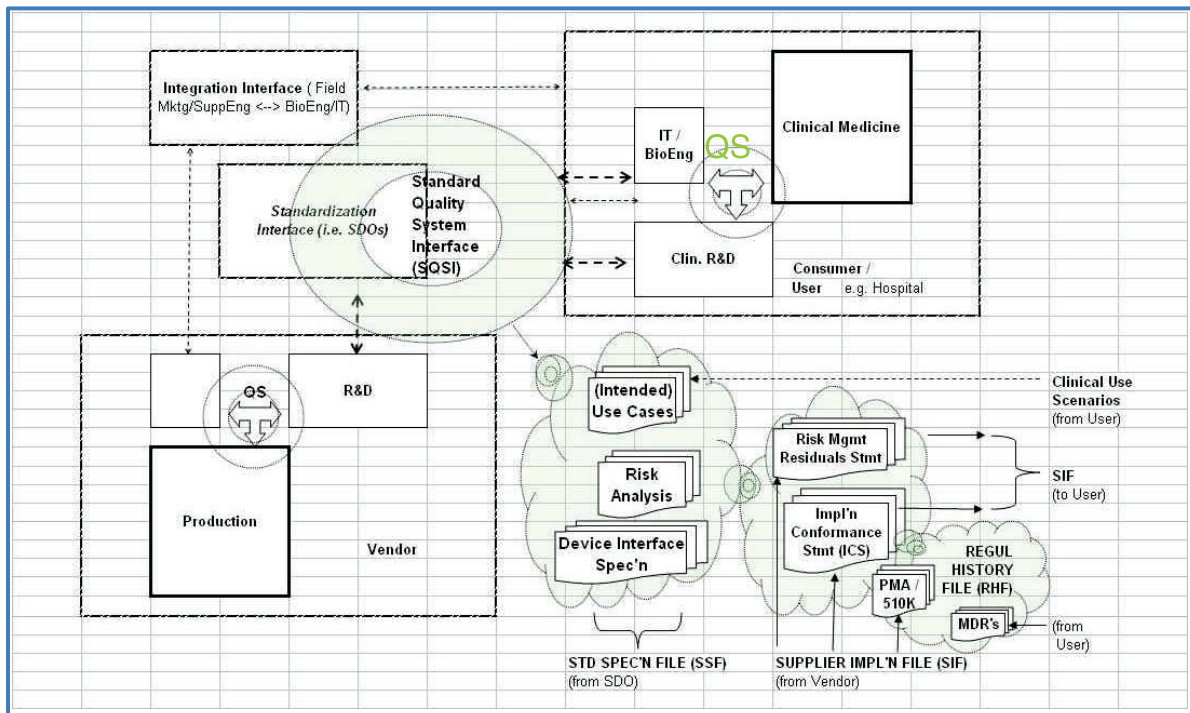 Integration Interface ( Field
Mktg/SuppEng <--> BioEng/IT)
IT /
BioEng
QS
Clinical Medicine
Standardization
Interface (i.e. SDOs)
Standard
Quality
System
Interface
(SQSI)
Clin. R&D
Consumer /
User e.g. Hospital
QS
R&D
Production
Vendor
(Intended)
Use Cases
Risk
Analysis
Device Interface
Spec'n
Clinical Use
Scenarios
(from User)
Risk Mgmt
Residuals Stmt
Impl'n
Conformance
Stmt (ICS)
SIF
(to User)
REGUL
HISTORY
FILE (RHF)
PMA /
510K
MDR's
(from
User)
STD SPEC'N FILE (SSF)
(from SDO)
SUPPLIER IMPL'N FILE (SIF)
(from Vendor)